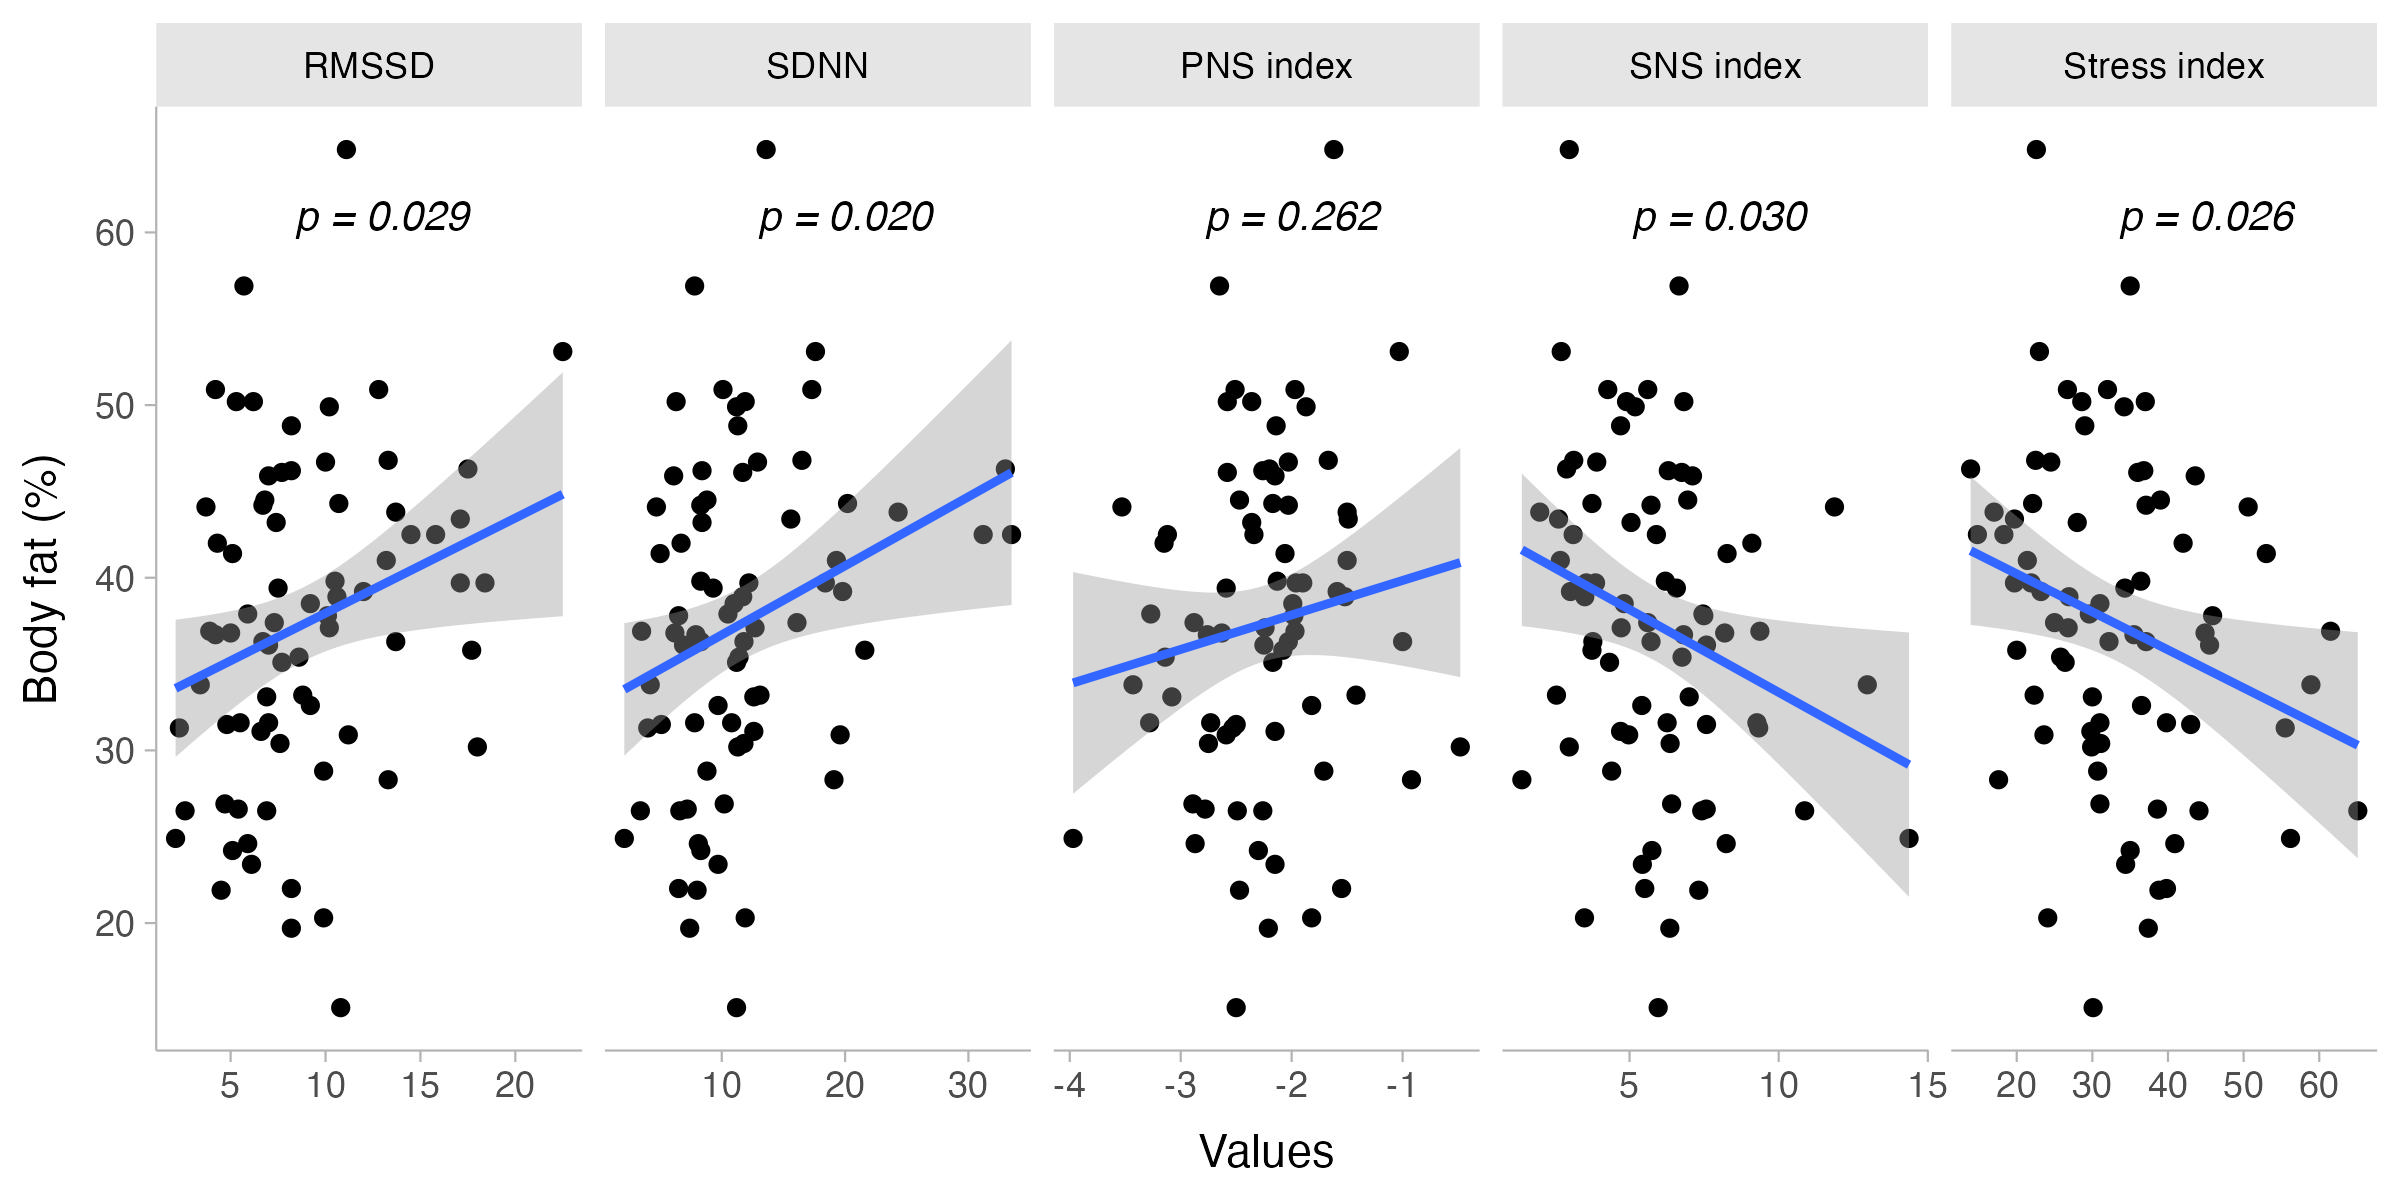 RMSSD SDNN PNS index SNS index Stress index
p = 0.029 p = 0.020 p = 0.262 p = 0.030 p = 0.026
Body fat (%)
60
50
40
30
20
5 10 15 20 10 20 30 -4 -3 -2 -1 5 10 15 20 30 40 50 60
Values